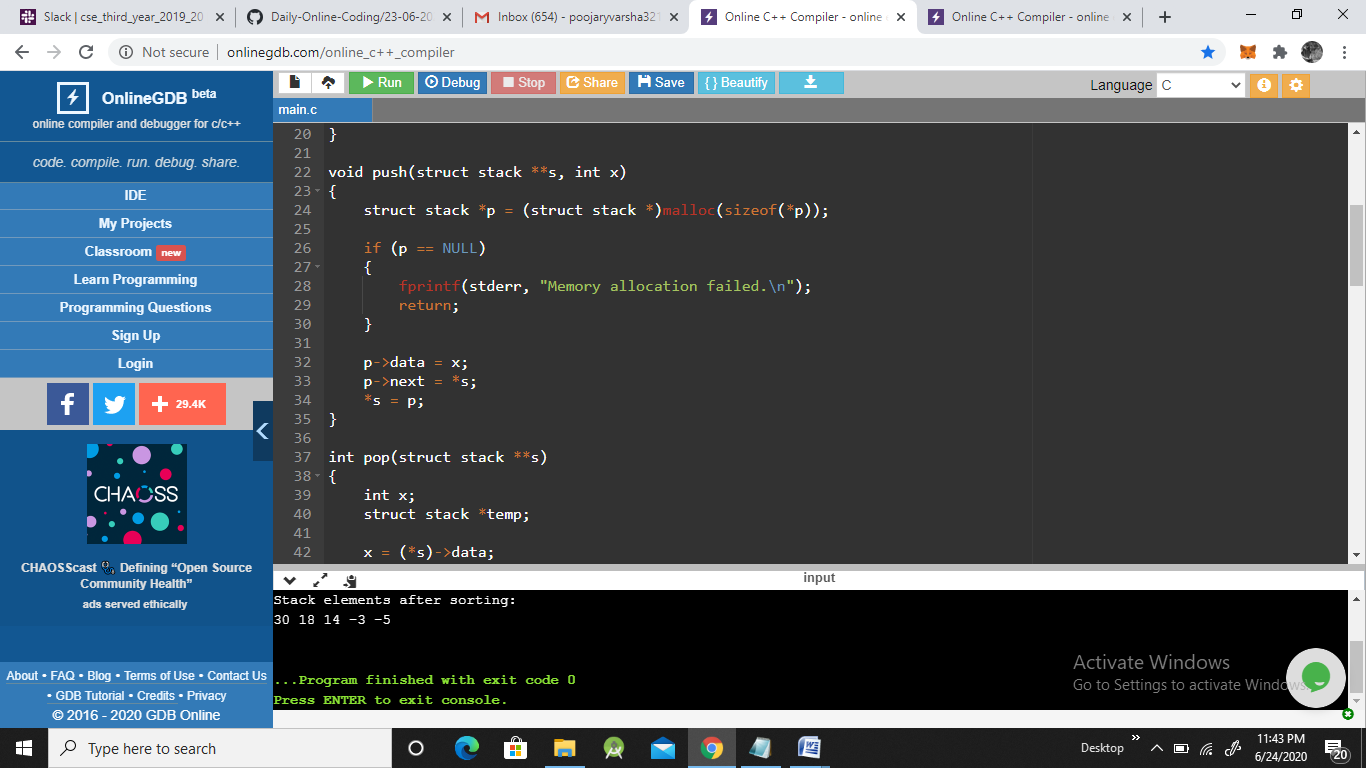 Slack | cse_third_year_2019_20
Daily-Online-Coding/23-06-20
Inbox (654) - poojaryvarsha321
Online C++ Compiler - online
Online C++ Compiler - online
Not secure | onlinegdb.com/online_c++_compiler
OnlineGDB beta
online compiler and debugger for c/c++
code. compile. run. debug. share.
IDE
My Projects
Classroom new
Learn Programming
Programming Questions
Sign Up
Login
f + 29.4K
CHAOSS
CHAOSScast Defining “Open Source
Community Health”
ads served ethically
About • FAQ • Blog • Terms of Use • Contact Us
• GDB Tutorial • Credits • Privacy
© 2016 - 2020 GDB Online
Run Debug Stop Share Save { } Beautify
Language C
main.c
20 }
21
22 void push(struct stack **s, int x)
23 {
24 struct stack *p = (struct stack *)malloc(sizeof(*p));
25
26 if (p == NULL)
27 {
28 fprintf(stderr, "Memory allocation failed.\n");
29 return;
30 }
31
32 p->data = x;
33 p->next = *s;
34 *s = p;
35 }
36
37 int pop(struct stack **s)
38 {
39 int x;
40 struct stack *temp;
41
42 x = (*s)->data;
input
Stack elements after sorting:
30 18 14 -3 -5
...Program finished with exit code 0
Press ENTER to exit console.
Activate Windows
Go to Settings to activate Windows.
Type here to search
Desktop
11:43 PM
6/24/2020
20